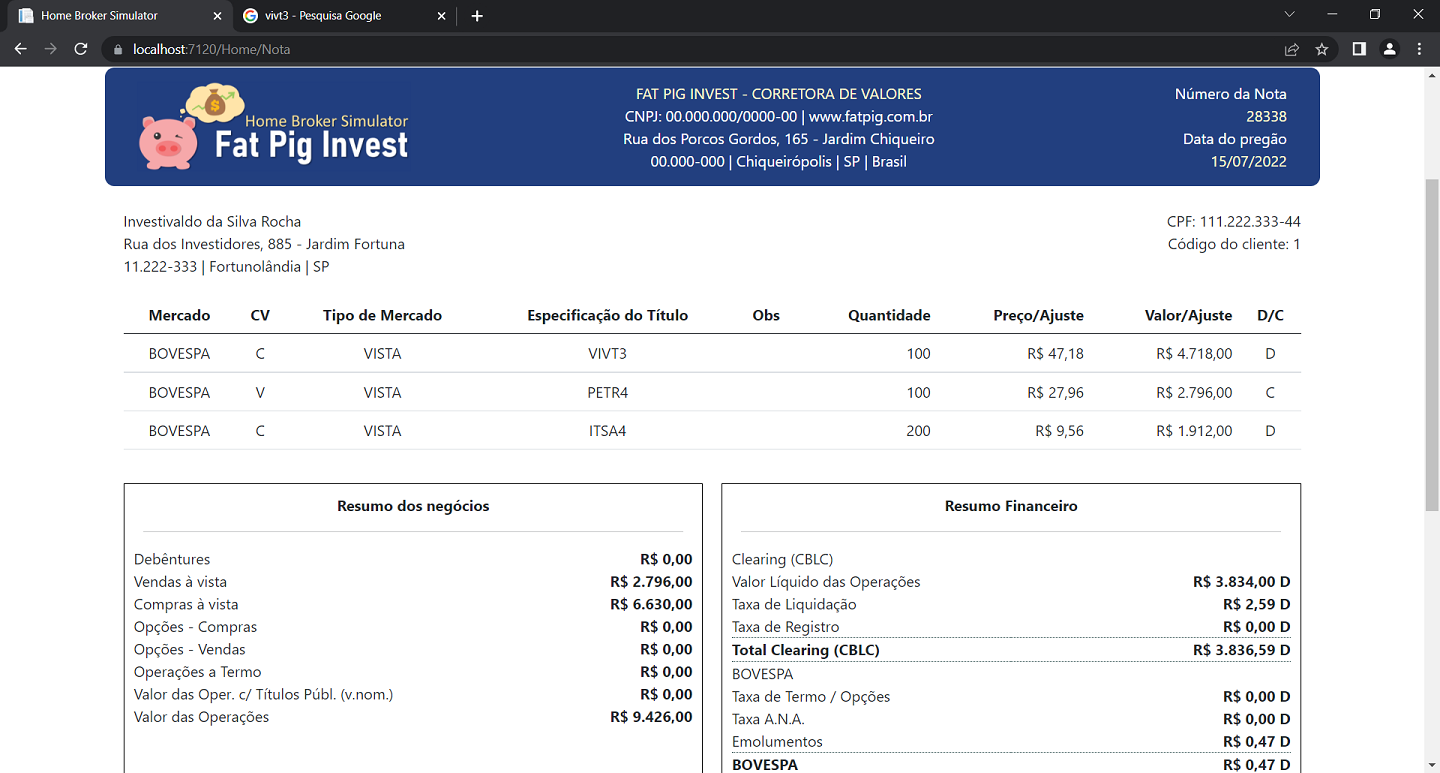 Home Broker Simulator
vivt3 - Pesquisa Google
localhost:7120/Home/Nota
Home Broker Simulator
Fat Pig Invest
FAT PIG INVEST - CORRETORA DE VALORES
CNPJ: 00.000.000/0000-00 | www.fatpig.com.br
Rua dos Porcos Gordos, 165 - Jardim Chiqueiro
00.000-000 | Chiqueirópolis | SP | Brasil
Número da Nota
28338
Data do pregão
15/07/2022
Investivaldo da Silva Rocha
Rua dos Investidores, 885 - Jardim Fortuna
11.222-333 | Fortunolândia | SP
CPF: 111.222.333-44
Código do cliente: 1
Mercado CV Tipo de Mercado Especificação do Título Obs Quantidade Preço/Ajuste Valor/Ajuste D/C
BOVESPA C VISTA VIVT3 100 R$ 47,18 R$ 4.718,00 D
BOVESPA V VISTA PETR4 100 R$ 27,96 R$ 2.796,00 C
BOVESPA C VISTA ITSA4 200 R$ 9,56 R$ 1.912,00 D
Resumo dos negócios
Debêntures R$ 0,00
Vendas à vista R$ 2.796,00
Compras à vista R$ 6.630,00
Opções - Compras R$ 0,00
Opções - Vendas R$ 0,00
Operações a Termo R$ 0,00
Valor das Oper. c/ Títulos Públ. (v.nom.) R$ 0,00
Valor das Operações R$ 9.426,00
Resumo Financeiro
Clearing (CBLC)
Valor Líquido das Operações R$ 3.834,00 D
Taxa de Liquidação R$ 2,59 D
Taxa de Registro R$ 0,00 D
Total Clearing (CBLC) R$ 3.836,59 D
BOVESPA
Taxa de Termo / Opções R$ 0,00 D
Taxa A.N.A. R$ 0,00 D
Emolumentos R$ 0,47 D
BOVESPA R$ 0,47 D